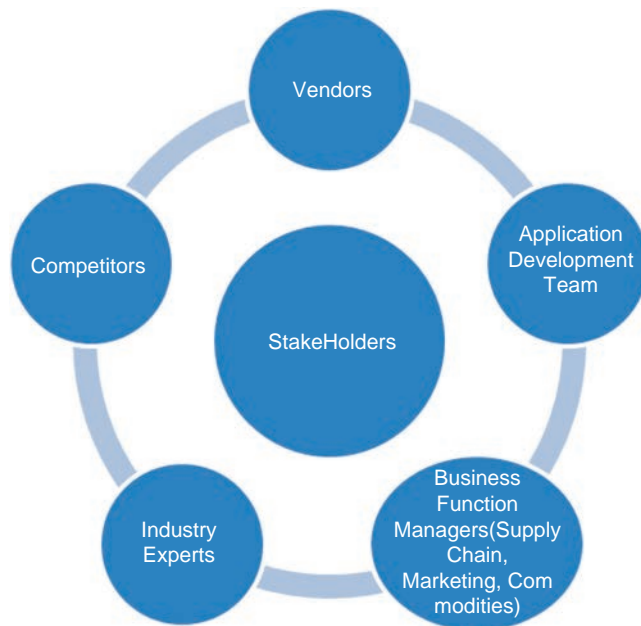 Vendors
Application
Development
Team
Competitors
StakeHolders
Business
Function
Managers(Supply
Chain,
Marketing, Com
modities)
Industry
Experts